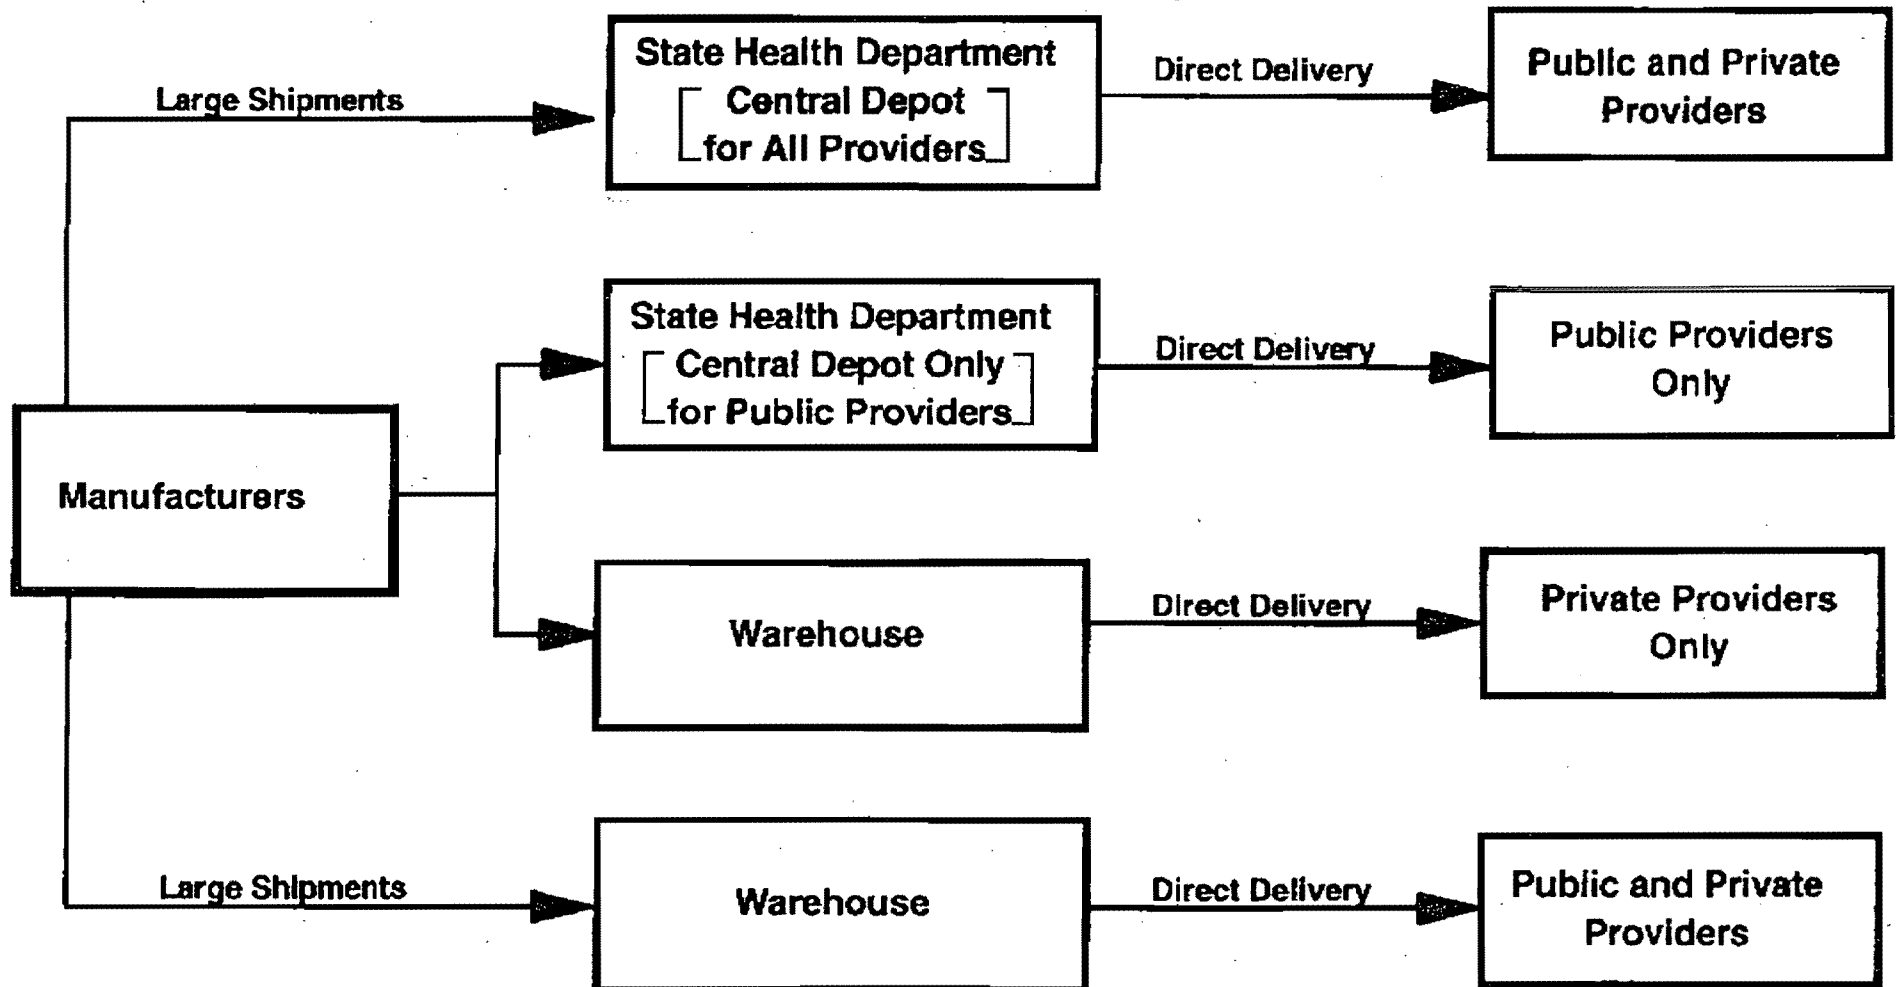 Large Shipments
State Health Department
Central Depot
for All Providers
Direct Delivery
Public and Private
Providers
State Health Department
Central Depot Only
for Public Providers
Direct Delivery
Public Providers
Only
Manufacturers
Warehouse
Direct Delivery
Private Providers
Only
Large Shipments
Warehouse
Direct Delivery
Public and Private
Providers